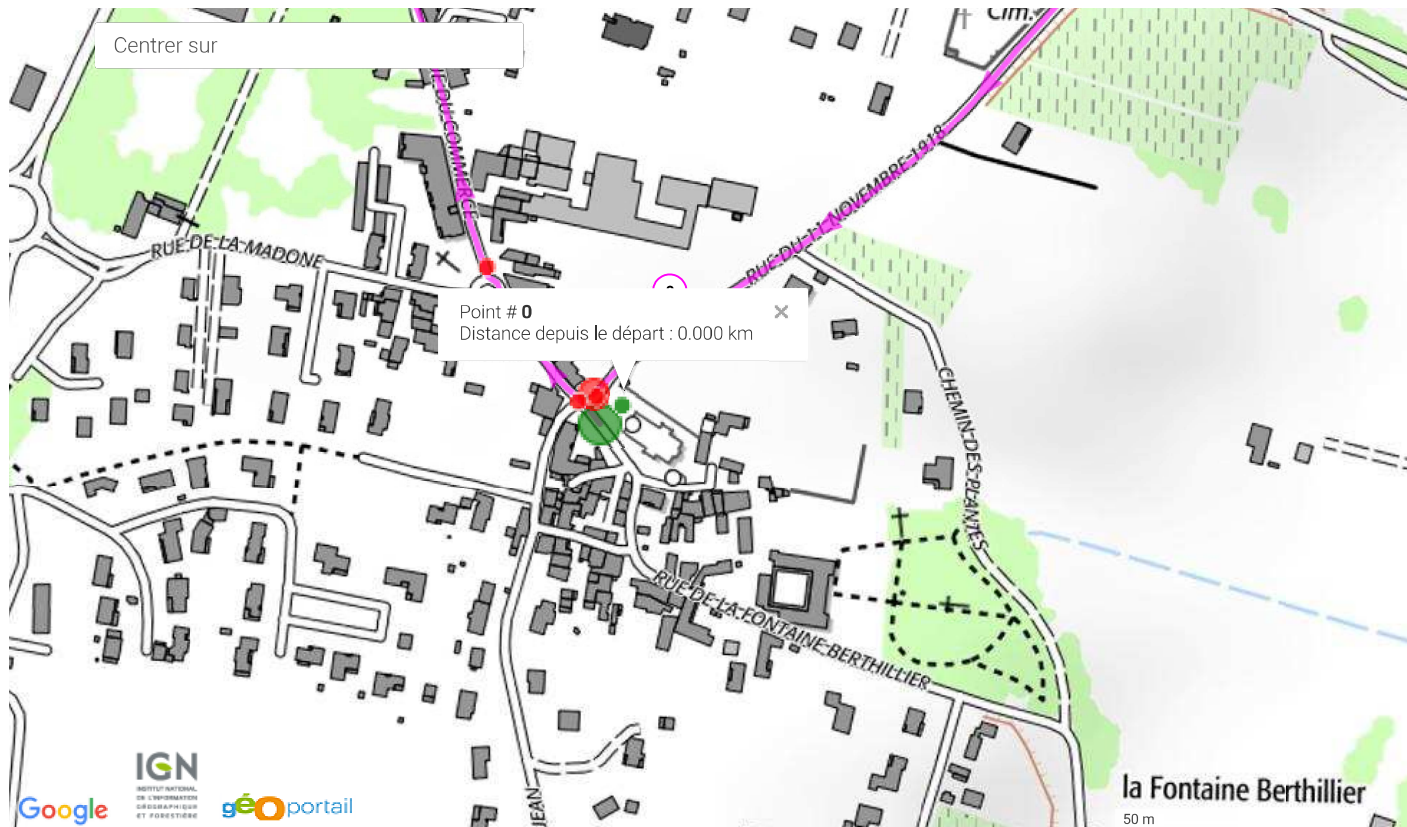 Cim.
Centrer sur
DU COMMERCE
RUE DU 11 NOVEMBRE 1918
RUE DE LA MADONE
Point # 0
Distance depuis le départ : 0.000 km
×
CHEMIN DES PLANTES
RUE DE LA FONTAINE BERTHILLIER
JEAN
la Fontaine Berthillier
50 m
Google
IGN
INSTITUT NATIONAL
DE L'INFORMATION
GÉOGRAPHIQUE
ET FORESTIÈRE
géoportail